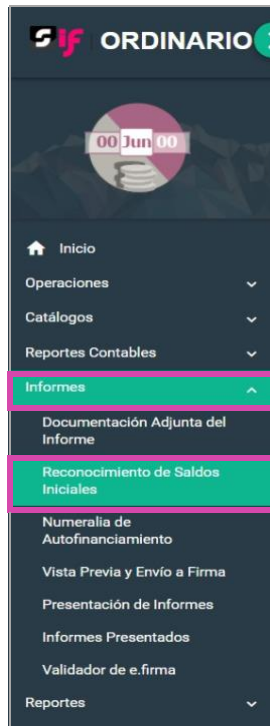 SIF ORDINARIO
00 Jun 00
Inicio
Operaciones
Catálogos
Reportes Contables
Informes
Documentación Adjunta del
Informe
Reconocimiento de Saldos
Iniciales
Numeralia de
Autofinanciamiento
Vista Previa y Envío a Firma
Presentación de Informes
Informes Presentados
Validador de e.firma
Reportes